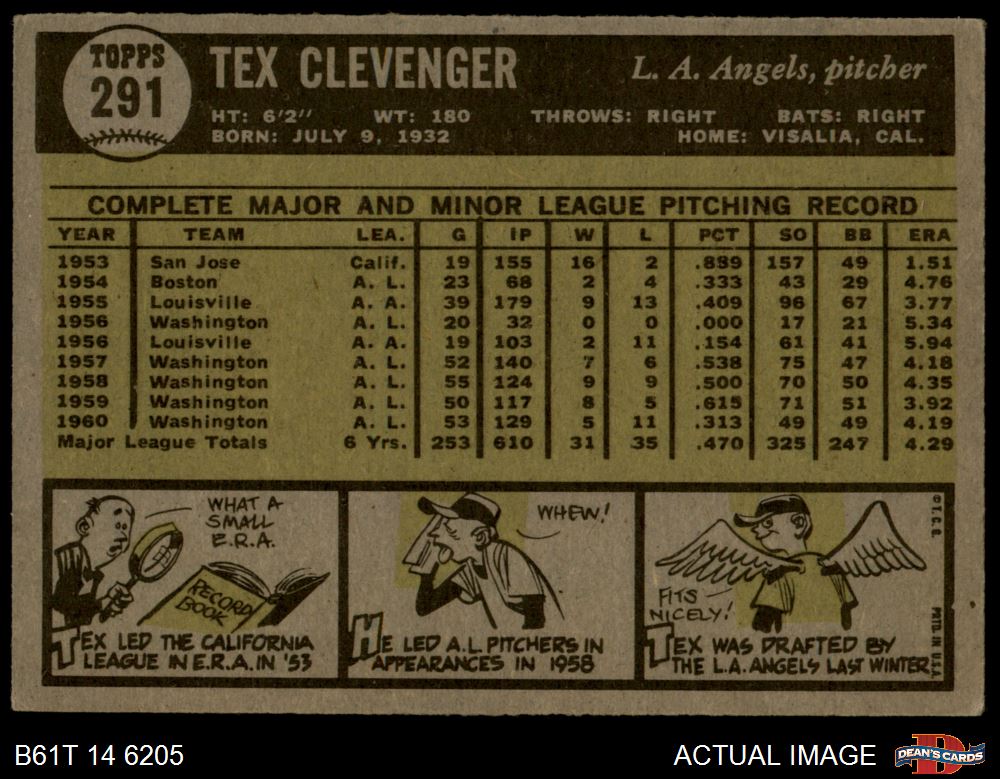 TOPPS
291
TEX CLEVENGER
L. A. Angels, pitcher
HT: 6'2" WT: 180 THROWS: RIGHT BATS: RIGHT
BORN: JULY 9, 1932 HOME: VISALIA, CAL.
COMPLETE MAJOR AND MINOR LEAGUE PITCHING RECORD
YEAR TEAM LEA. G IP W L PCT SO BB ERA
1953 San Jose Calif. 19 155 16 2 .889 157 49 1.51
1954 Boston A. L. 23 68 2 4 .333 43 29 4.76
1955 Louisville A. A. 39 179 9 13 .409 96 67 3.77
1956 Washington A. L. 20 32 0 0 .000 17 21 5.34
1956 Louisville A. A. 19 103 2 11 .154 61 41 5.94
1957 Washington A. L. 52 140 7 6 .538 75 47 4.18
1958 Washington A. L. 55 124 9 9 .500 70 50 4.35
1959 Washington A. L. 50 117 8 5 .615 71 51 3.92
1960 Washington A. L. 53 129 5 11 .313 49 49 4.19
Major League Totals 6 Yrs. 253 610 31 35 .470 325 247 4.29
WHAT A
SMALL
E.R.A.
RECORD
BOOK
TEX LED THE CALIFORNIA
LEAGUE IN E.R.A. IN '53
WHEW!
HE LED A.L. PITCHERS IN
APPEARANCES IN 1958
FITS
NICELY!
TEX WAS DRAFTED BY
THE L.A. ANGELS LAST WINTER
© T. C. G.
PRTD. IN U.S.A.
B61T 14 6205
ACTUAL IMAGE
DEAN'S CARDS